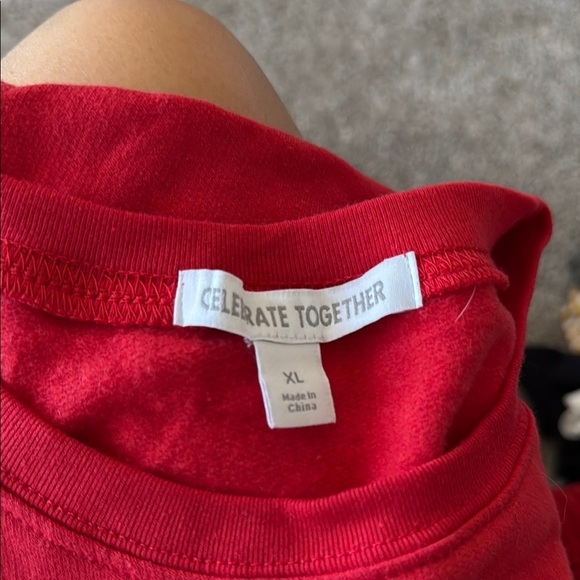 CELEBRATE TOGETHER
XL
Made in
China